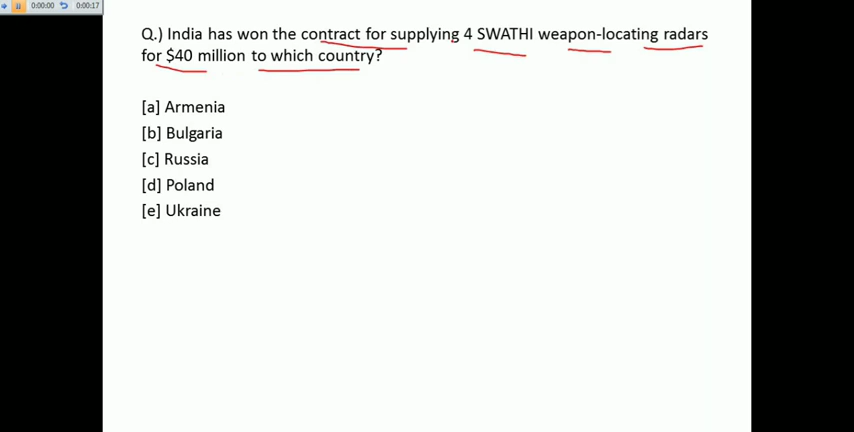 0:00:00 0:00:17
Q.) India has won the contract for supplying 4 SWATHI weapon-locating radars
for $40 million to which country?
[a] Armenia
[b] Bulgaria
[c] Russia
[d] Poland
[e] Ukraine